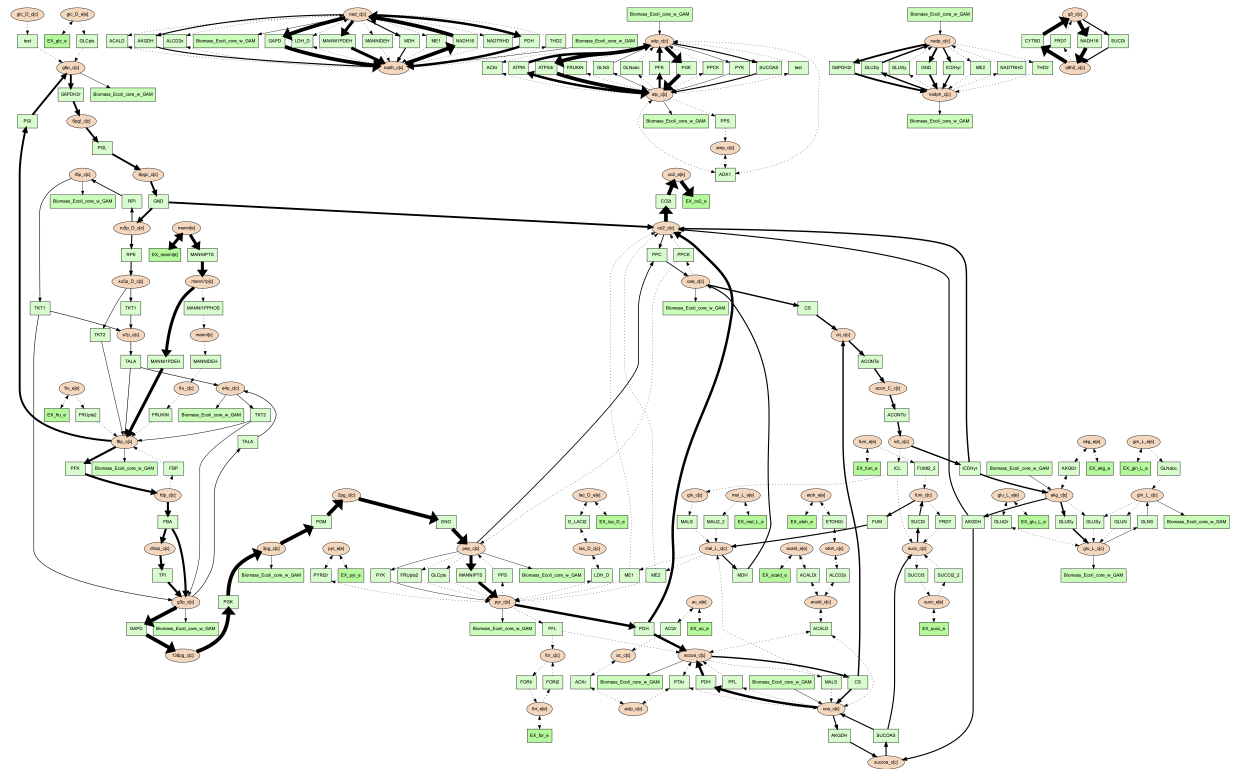 glc_D_c[c]
glc_D_e[e]
nad_c[c]
Biomass_Ecoli_core_w_GAM
Biomass_Ecoli_core_w_GAM
q8_c[c]
test
EX_glc_e
GLCpts
ACALD
AKGDH
ALCD2x
Biomass_Ecoli_core_w_GAM
GAPD
LDH_D
MANNI1PDEH
MANNIDEH
MDH
ME1
NADH16
NADTRHD
PDH
THD2
Biomass_Ecoli_core_w_GAM
adp_c[c]
nadp_c[c]
CYTBD
FRD7
NADH16
SUCDi
g6p_c[c]
nadh_c[c]
ACKr
ATPM
ATPS4r
FRUKIN
GLNS
GLNabc
PFK
PGK
PPCK
PYK
SUCOAS
test
G6PDH2r
GLUDy
GLUSy
GND
ICDHyr
ME2
NADTRHD
THD2
q8h2_c[c]
G6PDH2r
Biomass_Ecoli_core_w_GAM
atp_c[c]
nadph_c[c]
PGI
6pgl_c[c]
Biomass_Ecoli_core_w_GAM
PPS
Biomass_Ecoli_core_w_GAM
PGL
amp_c[c]
r5p_c[c]
6pgc_c[c]
co2_e[e]
ADK1
Biomass_Ecoli_core_w_GAM
RPI
GND
CO2t
EX_co2_e
ru5p_D_c[c]
manni[e]
co2_c[c]
RPE
EX_manni[e]
MANNIPTS
PPC
PPCK
xu5p_D_c[c]
manni1p[c]
oaa_c[c]
TKT1
TKT1
MANNI1PPHOS
Biomass_Ecoli_core_w_GAM
CS
TKT2
s7p_c[c]
manni[c]
cit_c[c]
TALA
MANNI1PDEH
MANNIDEH
ACONTa
fru_e[e]
fru_c[c]
e4p_c[c]
acon_C_c[c]
EX_fru_e
FRUpts2
FRUKIN
Biomass_Ecoli_core_w_GAM
TKT2
ACONTb
f6p_c[c]
TALA
fum_e[e]
icit_c[c]
akg_e[e]
gln_L_e[e]
PFK
Biomass_Ecoli_core_w_GAM
FBP
EX_fum_e
ICL
FUMt2_2
ICDHyr
Biomass_Ecoli_core_w_GAM
AKGt2r
EX_akg_e
EX_gln_L_e
GLNabc
fdp_c[c]
2pg_c[c]
lac_D_e[e]
glx_c[c]
mal_L_e[e]
etoh_e[e]
fum_c[c]
glu_L_e[e]
akg_c[c]
gln_L_c[c]
FBA
PGM
ENO
D_LACt2
EX_lac_D_e
MALS
MALt2_2
EX_mal_L_e
EX_etoh_e
ETOHt2r
FUM
SUCDi
FRD7
AKGDH
GLUt2r
EX_glu_L_e
GLUDy
GLUSy
GLUN
GLNS
Biomass_Ecoli_core_w_GAM
dhap_c[c]
3pg_c[c]
pyr_e[e]
pep_c[c]
lac_D_c[c]
mal_L_c[c]
acald_e[e]
etoh_c[c]
succ_c[c]
glu_L_c[c]
TPI
Biomass_Ecoli_core_w_GAM
PYRt2r
EX_pyr_e
PYK
FRUpts2
GLCpts
MANNIPTS
PPS
Biomass_Ecoli_core_w_GAM
LDH_D
ME1
ME2
MDH
EX_acald_e
ACALDt
ALCD2x
SUCCt3
SUCCt2_2
Biomass_Ecoli_core_w_GAM
g3p_c[c]
PGK
pyr_c[c]
ac_e[e]
acald_c[c]
succ_e[e]
GAPD
Biomass_Ecoli_core_w_GAM
Biomass_Ecoli_core_w_GAM
PFL
PDH
ACt2r
EX_ac_e
ACALD
EX_succ_e
13dpg_c[c]
for_c[c]
ac_c[c]
accoa_c[c]
FORti
FORt2
ACKr
Biomass_Ecoli_core_w_GAM
PTAr
PDH
PFL
Biomass_Ecoli_core_w_GAM
MALS
CS
for_e[e]
actp_c[c]
coa_c[c]
EX_for_e
AKGDH
SUCOAS
succoa_c[c]